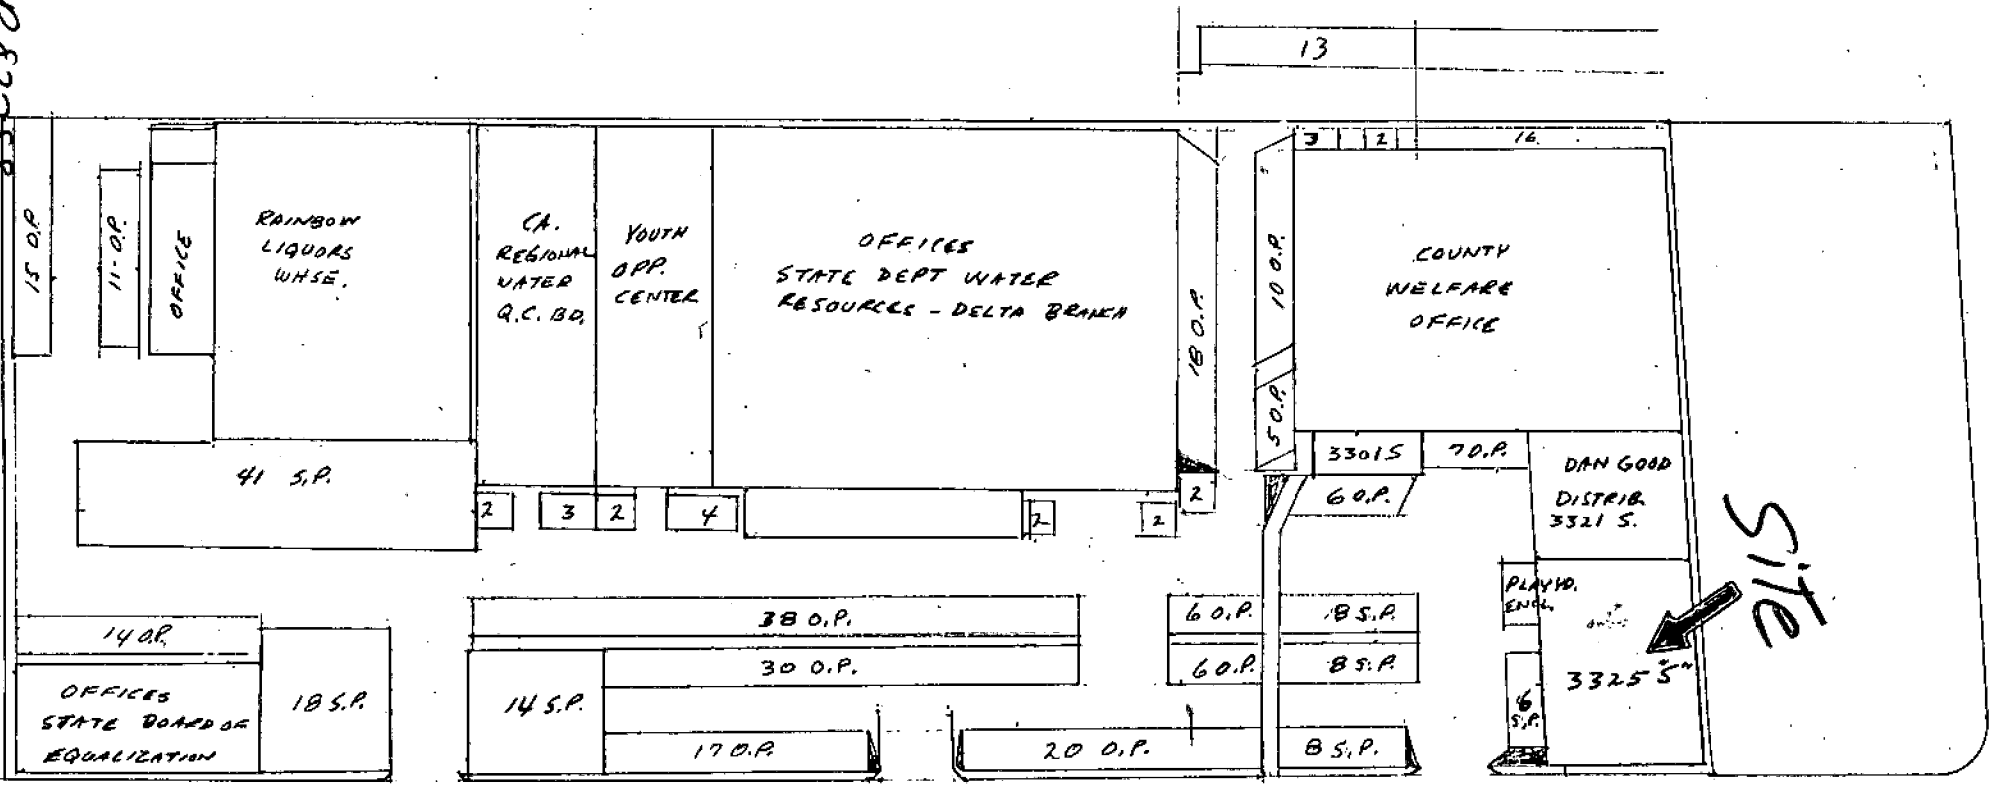 13
3
2
16
15 O.P.
11-O.P.
OFFICE
RAINBOW
LIQUORS
WHSE.
CA.
REGIONAL
WATER
Q.C. BD.
YOUTH
OPP.
CENTER
OFFICES
STATE DEPT WATER
RESOURCES - DELTA BRANCH
18 O.P.
10 O.P.
5 O.P.
COUNTY
WELFARE
OFFICE
3301 S
7 O.P.
6 O.P.
DAN GOOD
DISTRIB.
3321 S.
Site
41 S.P.
2
3
2
4
2
2
2
PLAY YD.
ENCL.
3325 S
6
S.P.
14 O.P.
OFFICES
STATE BOARD OF
EQUALIZATION
18 S.P.
38 O.P.
30 O.P.
14 S.P.
17 O.P.
6 O.P.
8 S.P.
6 O.P.
8 S.P.
20 O.P.
8 S.P.